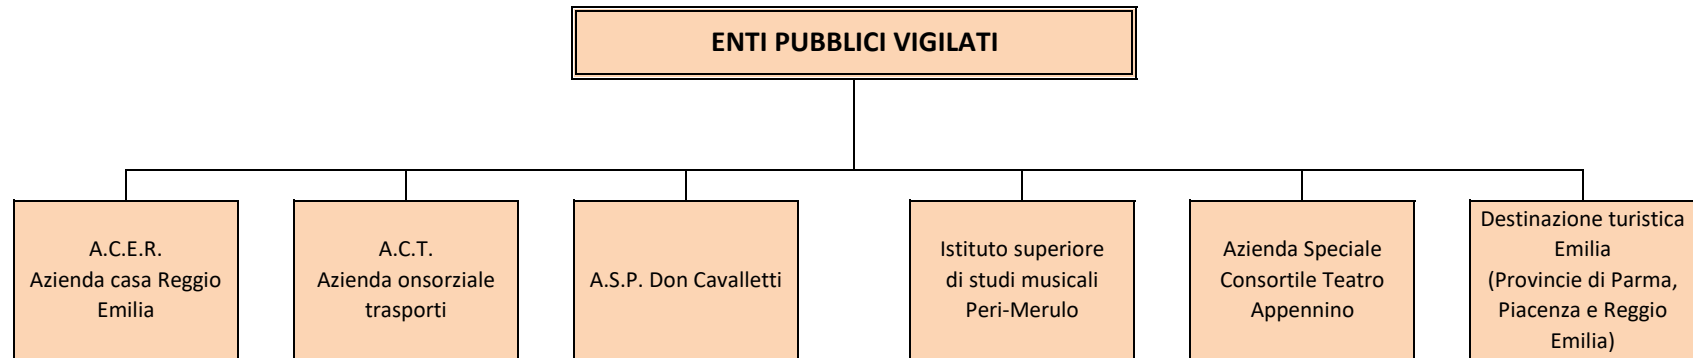 ENTI PUBBLICI VIGILATI
A.C.E.R.
Azienda casa Reggio
Emilia
A.C.T.
Azienda onsorziale
trasporti
A.S.P. Don Cavalletti
Istituto superiore
di studi musicali
Peri-Merulo
Azienda Speciale
Consortile Teatro
Appennino
Destinazione turistica
Emilia
(Provincie di Parma,
Piacenza e Reggio
Emilia)